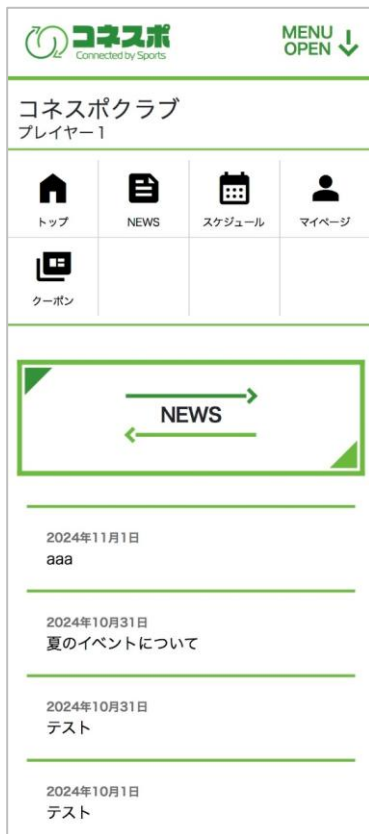 コネスポ
Connected by Sports
MENU
OPEN
コネスポクラブ
プレイヤー1
トップ
NEWS
スケジュール
マイページ
クーポン
NEWS
2024年11月1日
aaa
2024年10月31日
夏のイベントについて
2024年10月31日
テスト
2024年10月1日
テスト